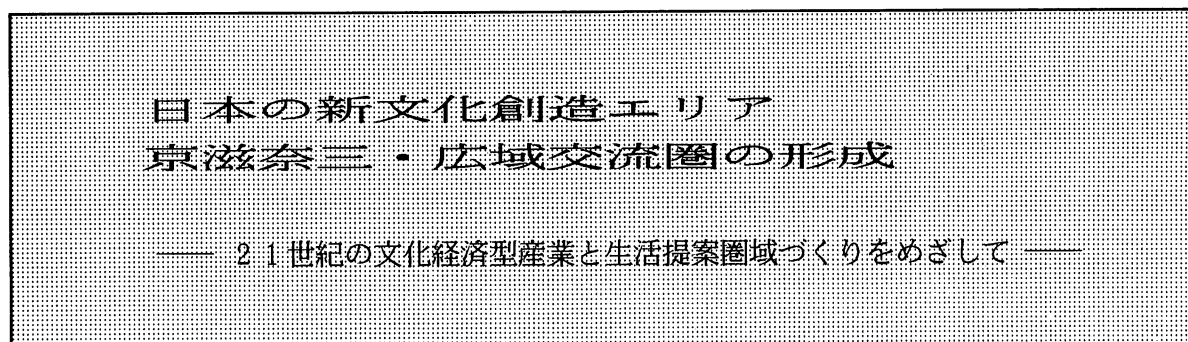 日本の新文化創造エリア
京滋奈三・広域交流圏の形成
── 21世紀の文化経済型産業と生活提案圏域づくりをめざして ──